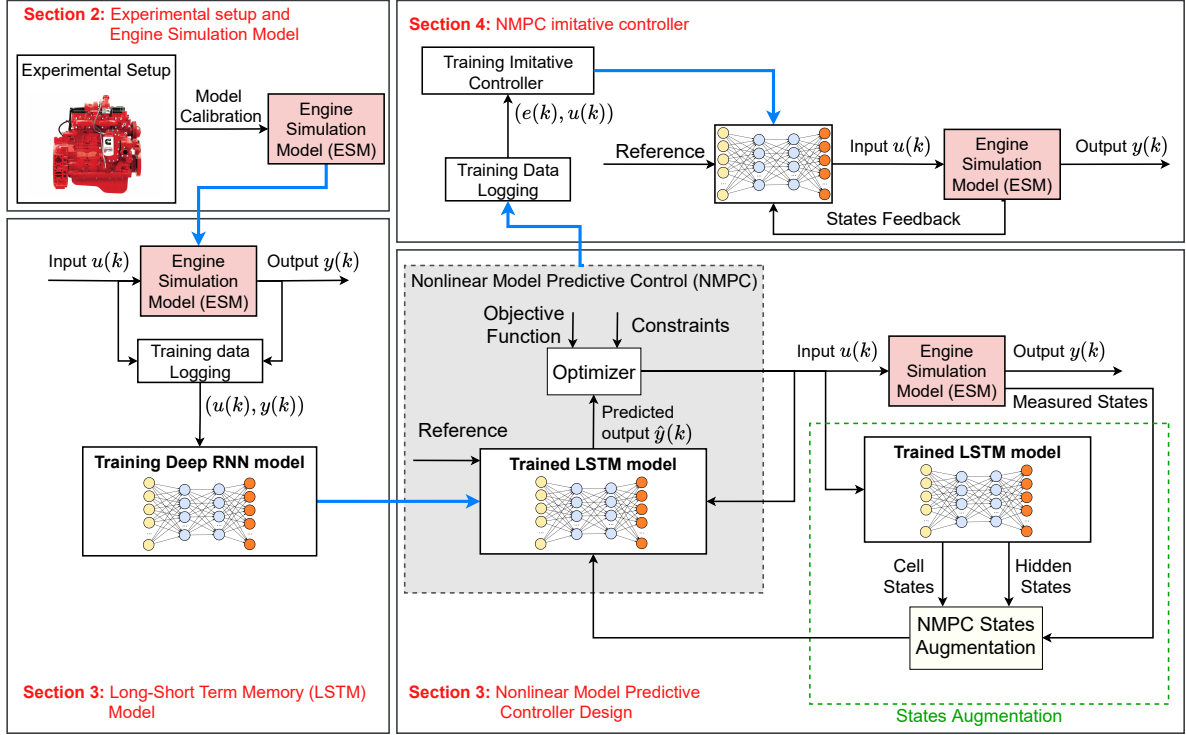 Section 2: Experimental setup and
Engine Simulation Model
Experimental Setup
Model
Calibration
Engine
Simulation
Model (ESM)
Section 4: NMPC imitative controller
Training Imitative
Controller
(e(k), u(k))
Training Data
Logging
Reference
Input u(k)
Engine
Simulation
Model (ESM)
Output y(k)
States Feedback
Input u(k)
Engine
Simulation
Model (ESM)
Output y(k)
Training data
Logging
(u(k), y(k))
Training Deep RNN model
Section 3: Long-Short Term Memory (LSTM)
Model
Nonlinear Model Predictive Control (NMPC)
Objective
Function
Constraints
Optimizer
Predicted
output ŷ(k)
Reference
Trained LSTM model
Input u(k)
Engine
Simulation
Model (ESM)
Output y(k)
Measured States
Trained LSTM model
Cell
States
Hidden
States
NMPC States
Augmentation
States Augmentation
Section 3: Nonlinear Model Predictive
Controller Design